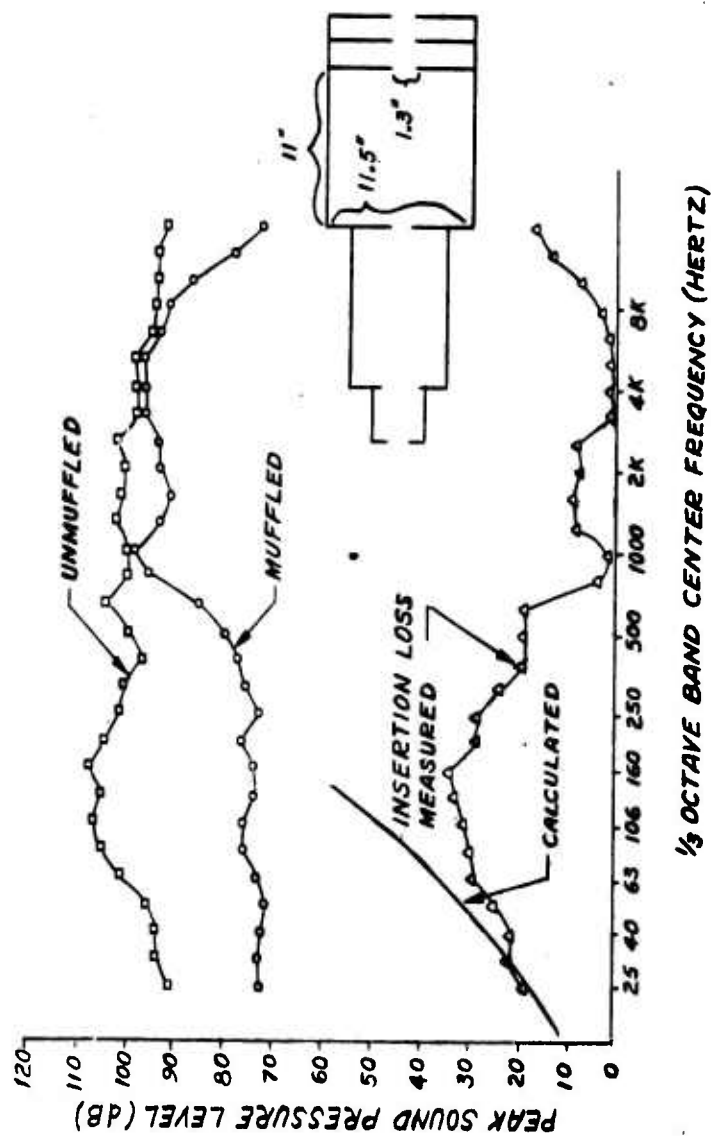 PEAK SOUND PRESSURE LEVEL (dB)
120
110
100
90
80
70
60
50
40
30
20
10
0
UNMUFFLED
MUFFLED
INSERTION LOSS
MEASURED
CALCULATED
11"
11.5"
1.3"
25
40
63
106
160
250
500
1000
2K
4K
8K
1/3 OCTAVE BAND CENTER FREQUENCY (HERTZ)